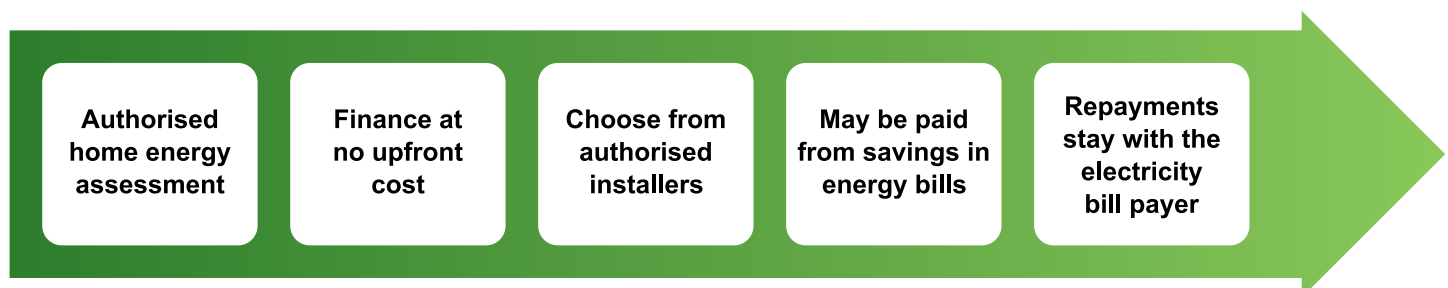 Authorised
home energy
assessment
Finance at
no upfront
cost
Choose from
authorised
installers
May be paid
from savings in
energy bills
Repayments
stay with the
electricity
bill payer